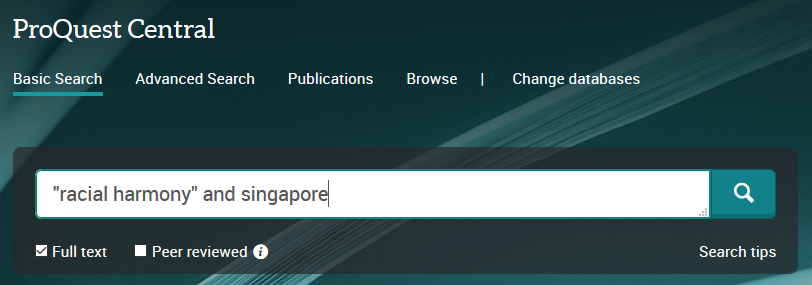 ProQuest Central
Basic Search Advanced Search Publications Browse | Change databases
"racial harmony" and singapore
Full text Peer reviewed i Search tips